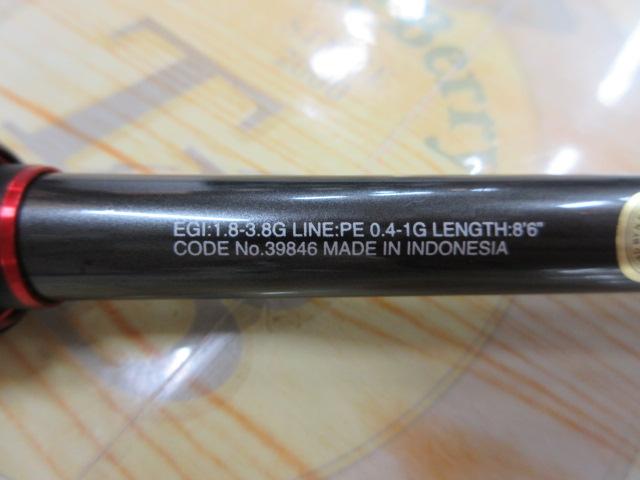 Berry
T
EGI:1.8-3.8G LINE:PE 0.4-1G LENGTH:8'6"
CODE No.39846 MADE IN INDONESIA